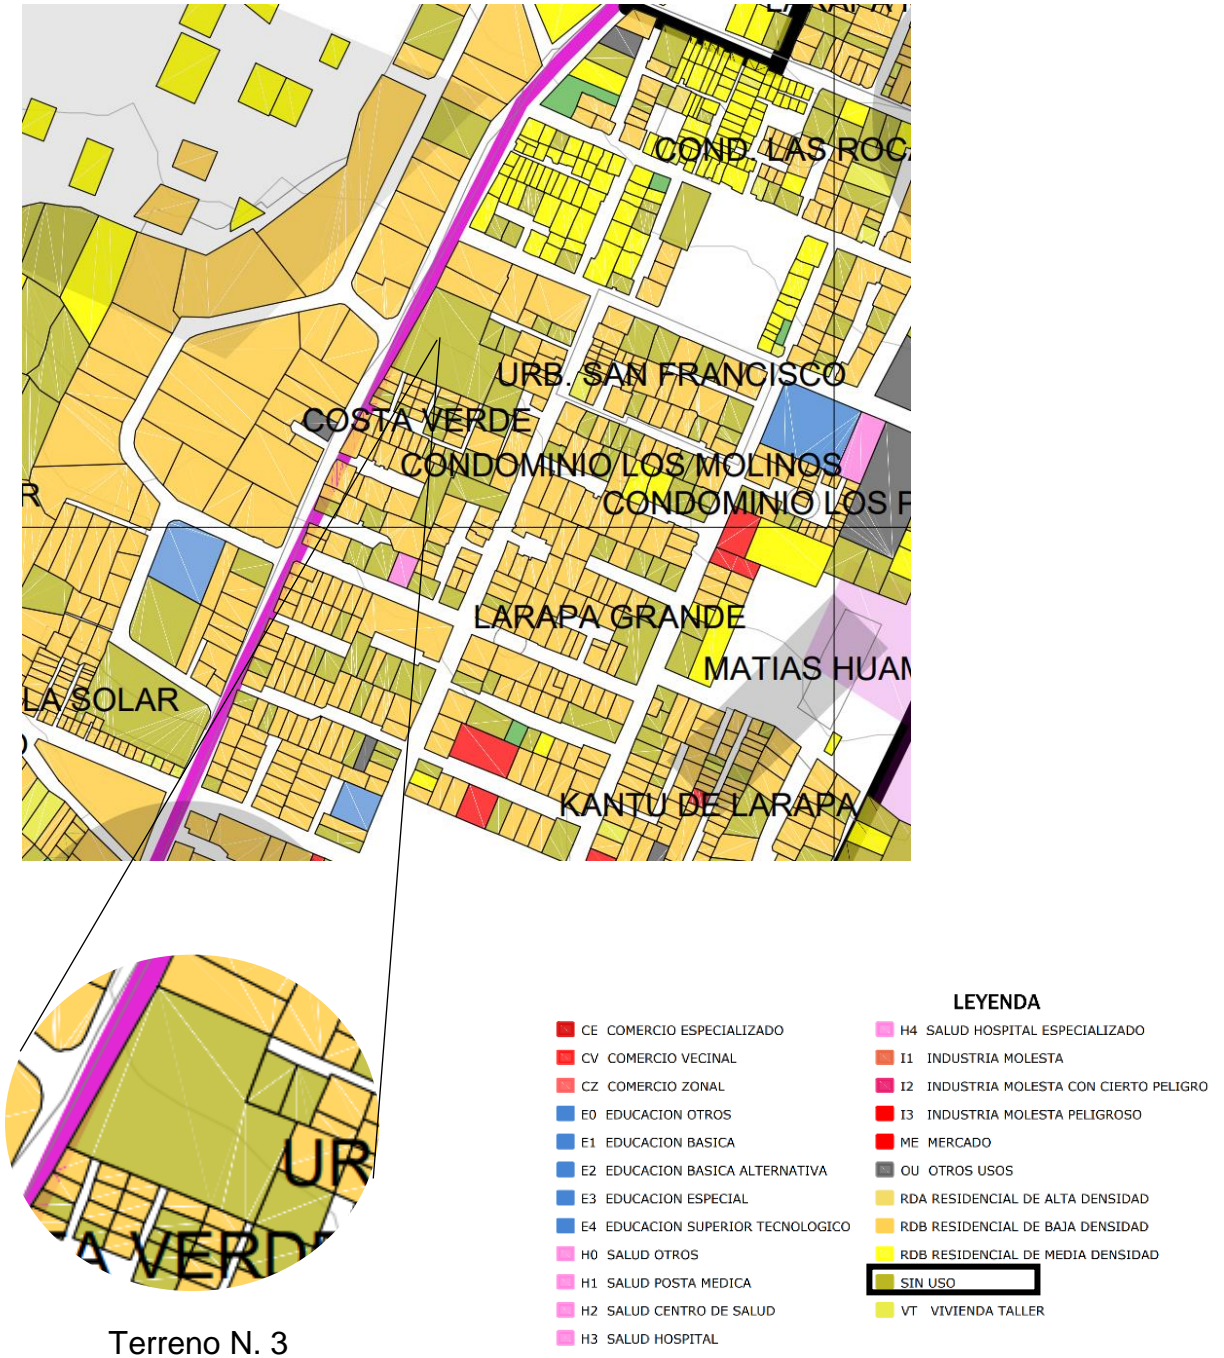 COND. LAS ROCA
URB. SAN FRANCISCO
COSTA VERDE
CONDOMINIO LOS MOLINOS
CONDOMINIO LOS P
R
LARAPA GRANDE
MATIAS HUAM
LA SOLAR
KANTU DE LARAPA
UR
A VERDE
Terreno N. 3
LEYENDA
CE COMERCIO ESPECIALIZADO
CV COMERCIO VECINAL
CZ COMERCIO ZONAL
E0 EDUCACION OTROS
E1 EDUCACION BASICA
E2 EDUCACION BASICA ALTERNATIVA
E3 EDUCACION ESPECIAL
E4 EDUCACION SUPERIOR TECNOLOGICO
H0 SALUD OTROS
H1 SALUD POSTA MEDICA
H2 SALUD CENTRO DE SALUD
H3 SALUD HOSPITAL
H4 SALUD HOSPITAL ESPECIALIZADO
I1 INDUSTRIA MOLESTA
I2 INDUSTRIA MOLESTA CON CIERTO PELIGRO
I3 INDUSTRIA MOLESTA PELIGROSO
ME MERCADO
OU OTROS USOS
RDA RESIDENCIAL DE ALTA DENSIDAD
RDB RESIDENCIAL DE BAJA DENSIDAD
RDB RESIDENCIAL DE MEDIA DENSIDAD
SIN USO
VT VIVIENDA TALLER